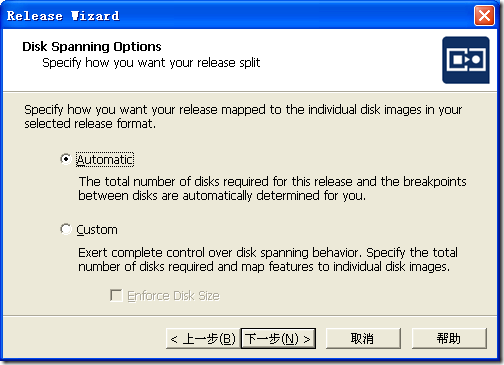 Release Wizard
Disk Spanning Options
Specify how you want your release split
Specify how you want your release mapped to the individual disk images in your
selected release format.
Automatic
The total number of disks required for this release and the breakpoints
between disks are automatically determined for you.
Custom
Exert complete control over disk spanning behavior. Specify the total
number of disks required and map features to individual disk images.
Enforce Disk Size
< 上一步(B) 下一步(N) > 取消 帮助